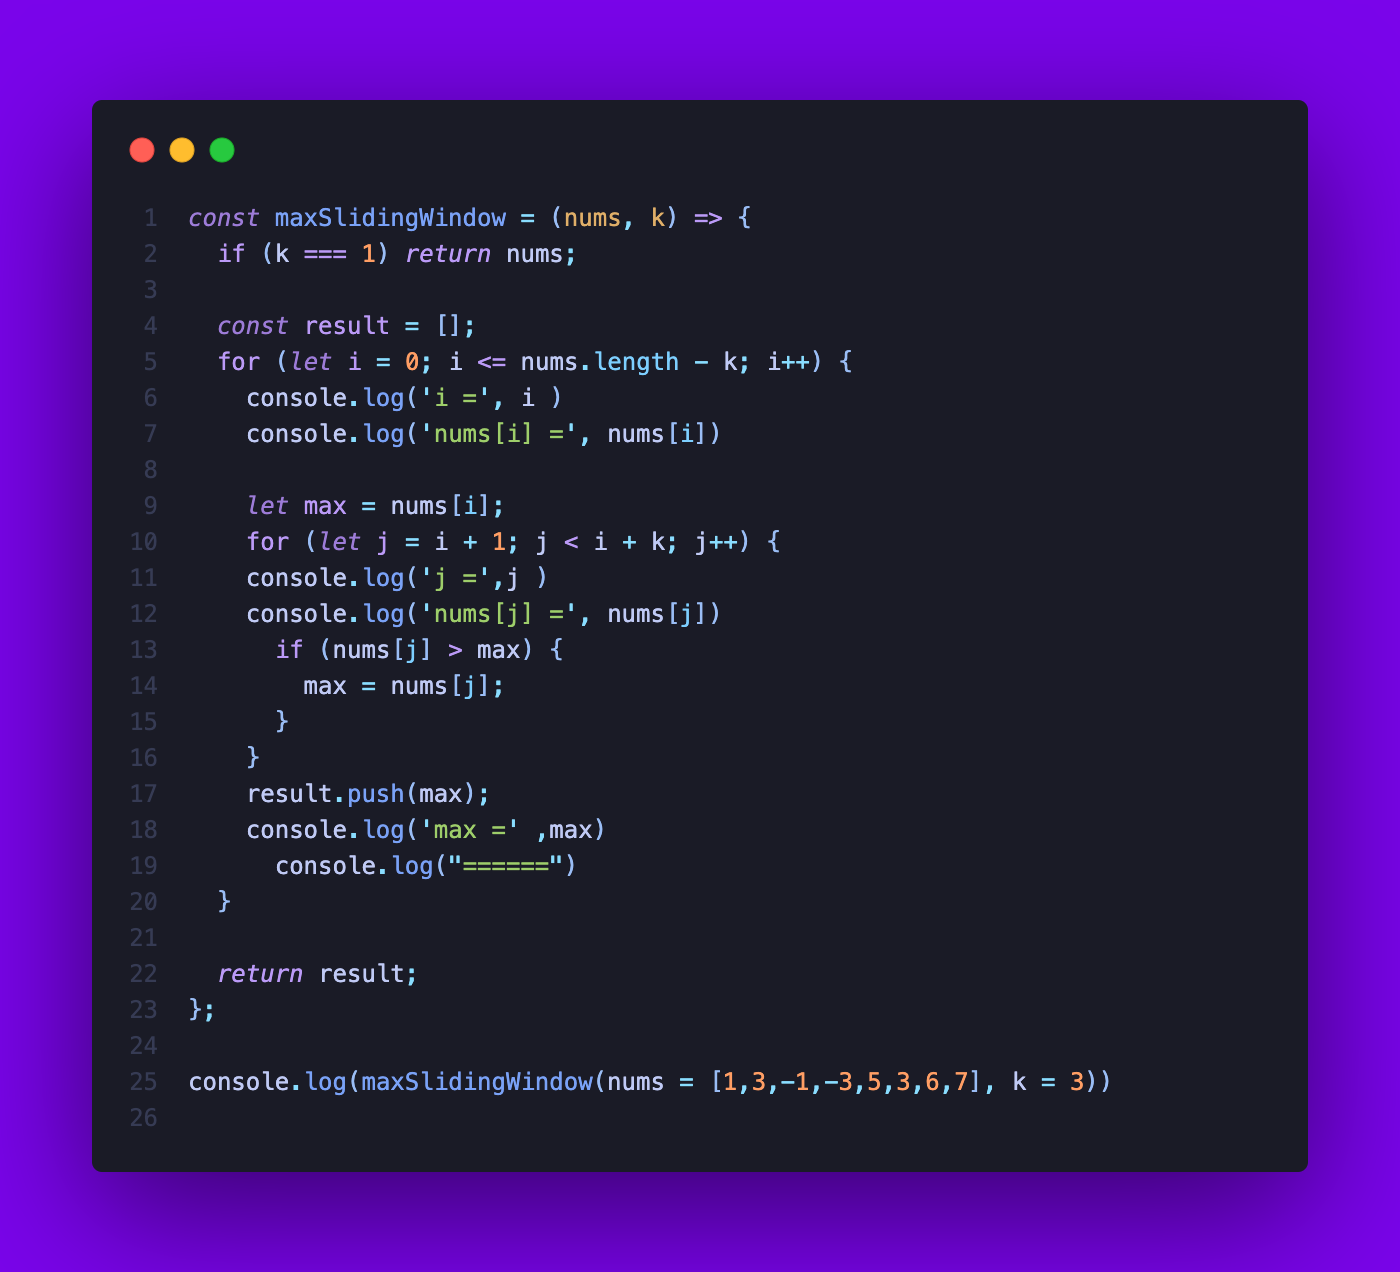 1 const maxSlidingWindow = (nums, k) => {
2   if (k === 1) return nums;
3
4   const result = [];
5   for (let i = 0; i <= nums.length - k; i++) {
6     console.log('i =', i )
7     console.log('nums[i] =', nums[i])
8
9     let max = nums[i];
10     for (let j = i + 1; j < i + k; j++) {
11     console.log('j =',j )
12     console.log('nums[j] =', nums[j])
13       if (nums[j] > max) {
14         max = nums[j];
15       }
16     }
17     result.push(max);
18     console.log('max =' ,max)
19       console.log("======")
20   }
21
22   return result;
23 };
24
25 console.log(maxSlidingWindow(nums = [1,3,-1,-3,5,3,6,7], k = 3))
26